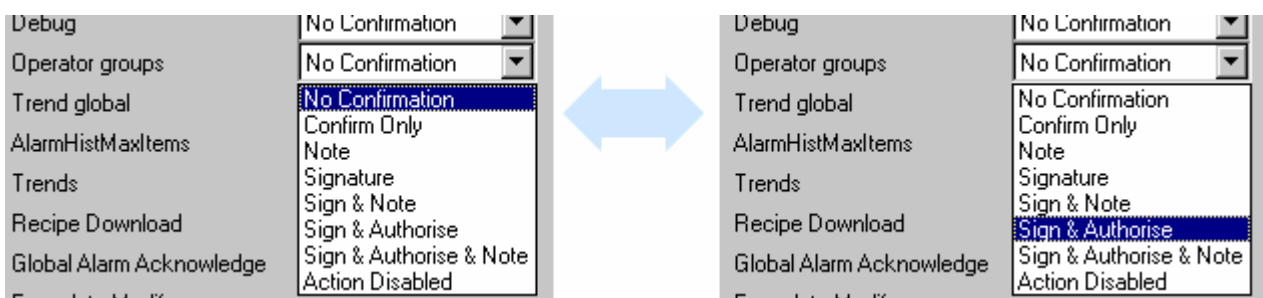 Debug
No Confirmation
Operator groups
No Confirmation
Trend global
AlarmHistMaxItems
Trends
Recipe Download
Global Alarm Acknowledge
No Confirmation
Confirm Only
Note
Signature
Sign & Note
Sign & Authorise
Sign & Authorise & Note
Action Disabled
Debug
No Confirmation
Operator groups
No Confirmation
Trend global
AlarmHistMaxItems
Trends
Recipe Download
Global Alarm Acknowledge
No Confirmation
Confirm Only
Note
Signature
Sign & Note
Sign & Authorise
Sign & Authorise & Note
Action Disabled